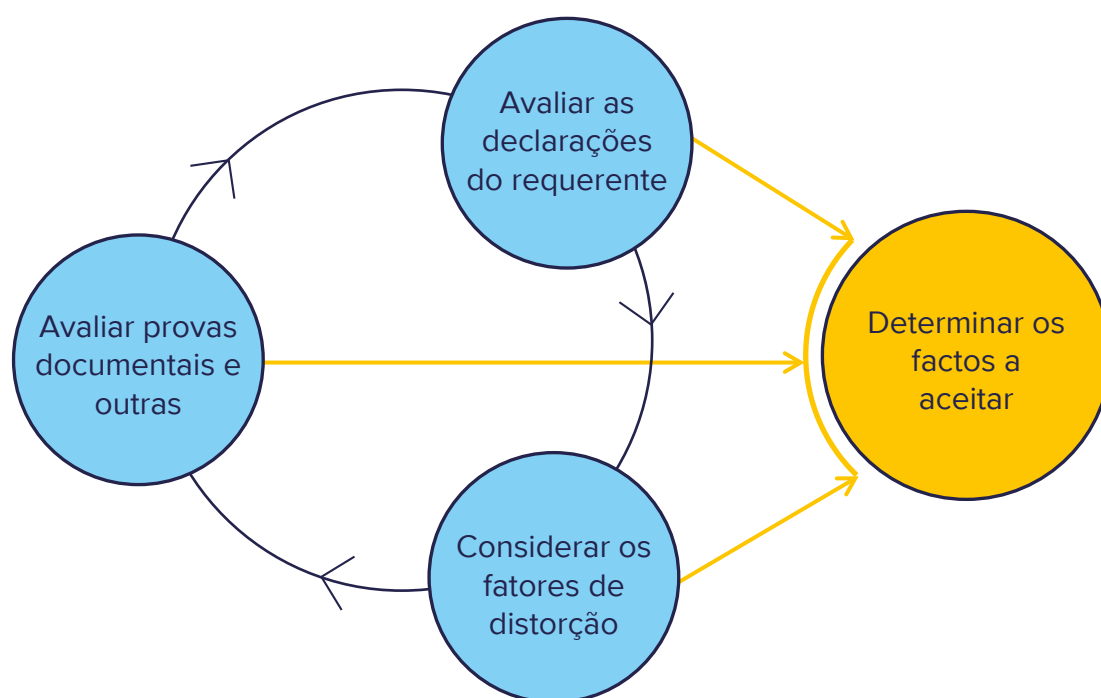 Avaliar as
declarações
do requerente
Avaliar provas
documentais e
outras
Determinar os
factos a
aceitar
Considerar os
fatores de
distorção